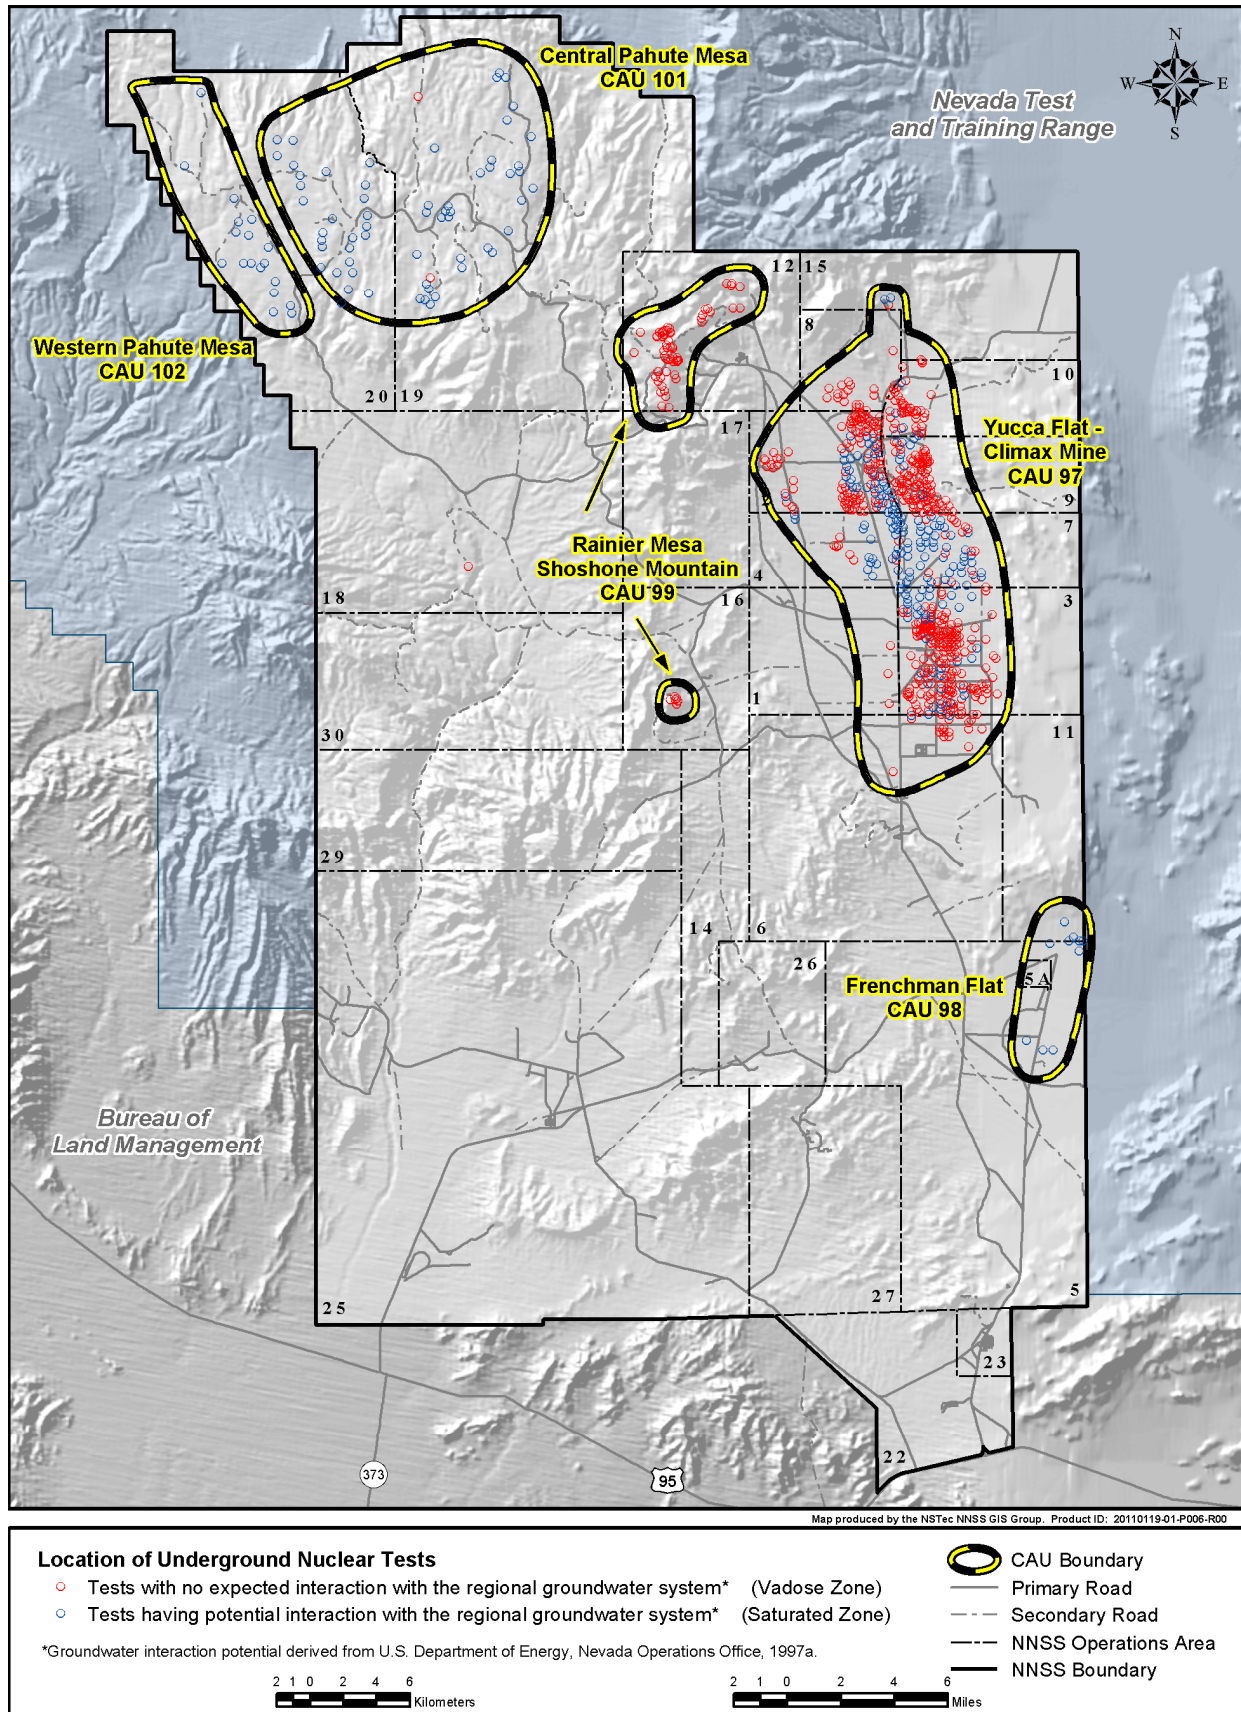 Central Pahute Mesa
CAU 101
N
W
E
S
Nevada Test
and Training Range
12
15
8
Western Pahute Mesa
CAU 102
10
20
19
17
Yucca Flat -
Climax Mine
CAU 97
9
7
Rainier Mesa
Shoshone Mountain
CAU 99
4
18
16
3
1
30
11
29
14
6
26
5A
Frenchman Flat
CAU 98
Bureau of
Land Management
25
27
5
23
22
373
95
Map produced by the NSTec NNSS GIS Group. Product ID: 20110119-01-P006-R00
Location of Underground Nuclear Tests
Tests with no expected interaction with the regional groundwater system* (Vadose Zone)
Tests having potential interaction with the regional groundwater system* (Saturated Zone)
*Groundwater interaction potential derived from U.S. Department of Energy, Nevada Operations Office, 1997a.
2 1 0 2 4 6
Kilometers
2 1 0 2 4 6
Miles
CAU Boundary
Primary Road
Secondary Road
NNSS Operations Area
NNSS Boundary